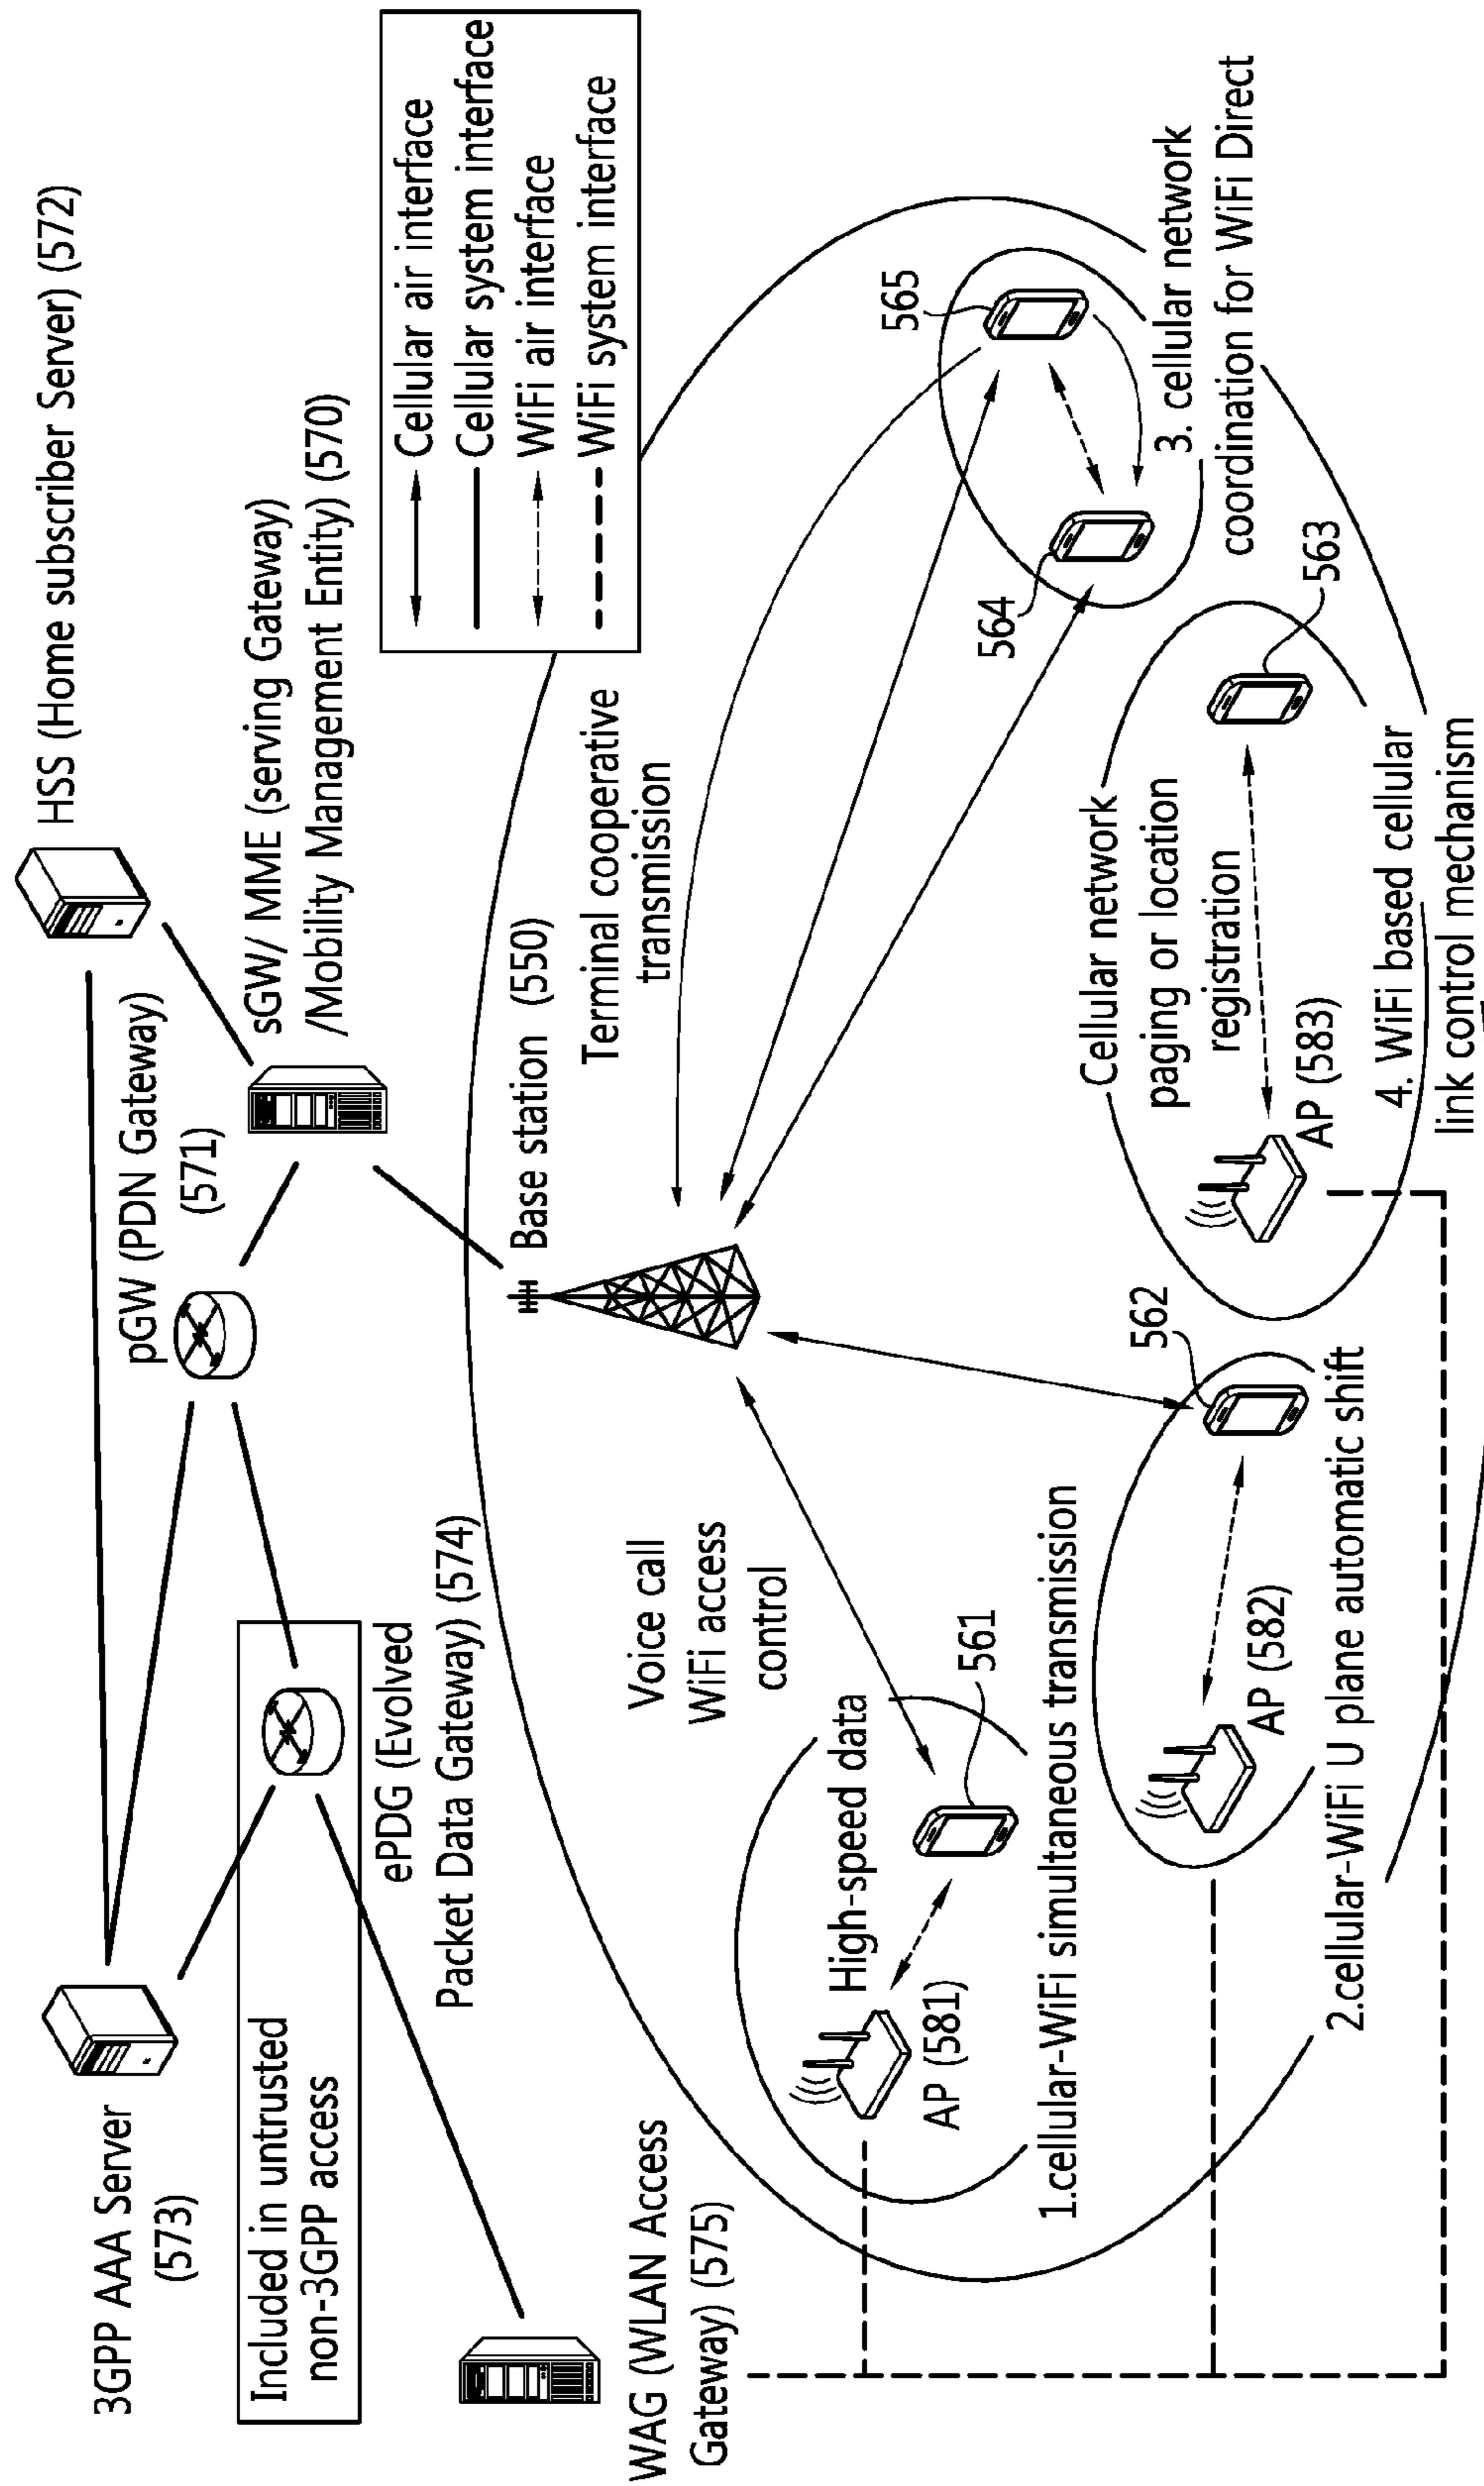 HSS (Home subscriber Server) (572)
pGW (PDN Gateway)
(571)
sGW/ MME (serving Gateway)
/Mobility Management Entity) (570)
3GPP AAA Server
(573)
Included in untrusted
non-3GPP access
ePDG (Evolved
Packet Data Gateway) (574)
WAG (WLAN Access
Gateway) (575)
Cellular air interface
Cellular system interface
WiFi air interface
WiFi system interface
Base station (550)
Terminal cooperative
transmission
Voice call
WiFi access
control
High-speed data
561
AP (581)
1.cellular-WiFi simultaneous transmission
562
AP (582)
2.cellular-WiFi U plane automatic shift
565
564
3. cellular network
coordination for WiFi Direct
Cellular network
paging or location
registration
563
AP (583)
4. WiFi based cellular
link control mechanism